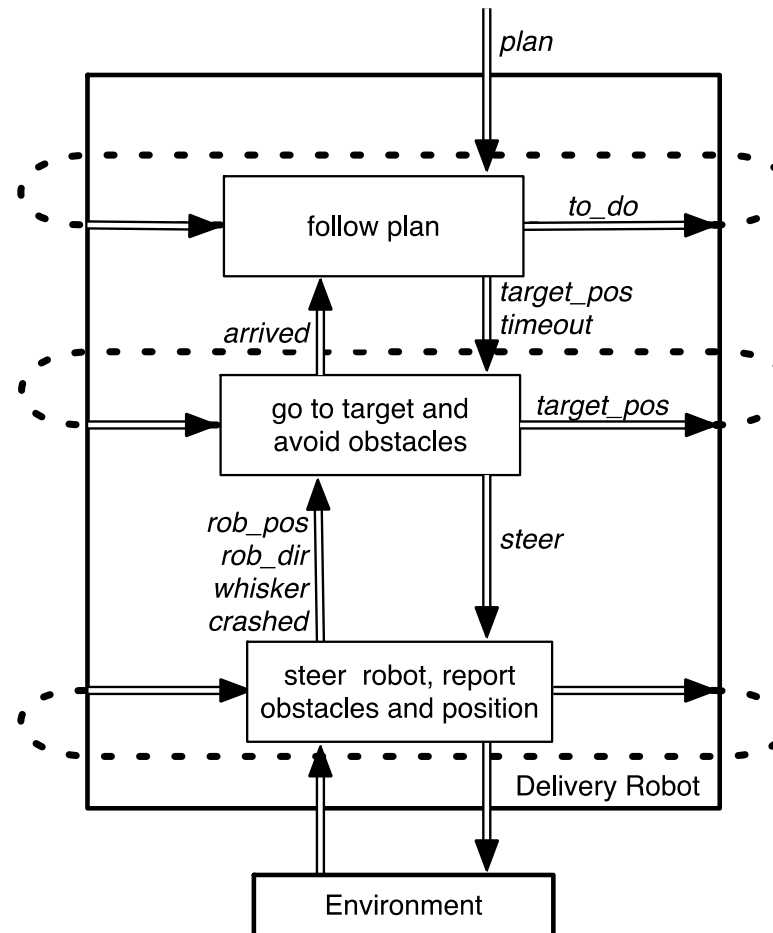 plan
follow plan
to_do
target_pos
timeout
arrived
go to target and
avoid obstacles
target_pos
rob_pos
rob_dir
whisker
crashed
steer
steer robot, report
obstacles and position
Delivery Robot
Environment